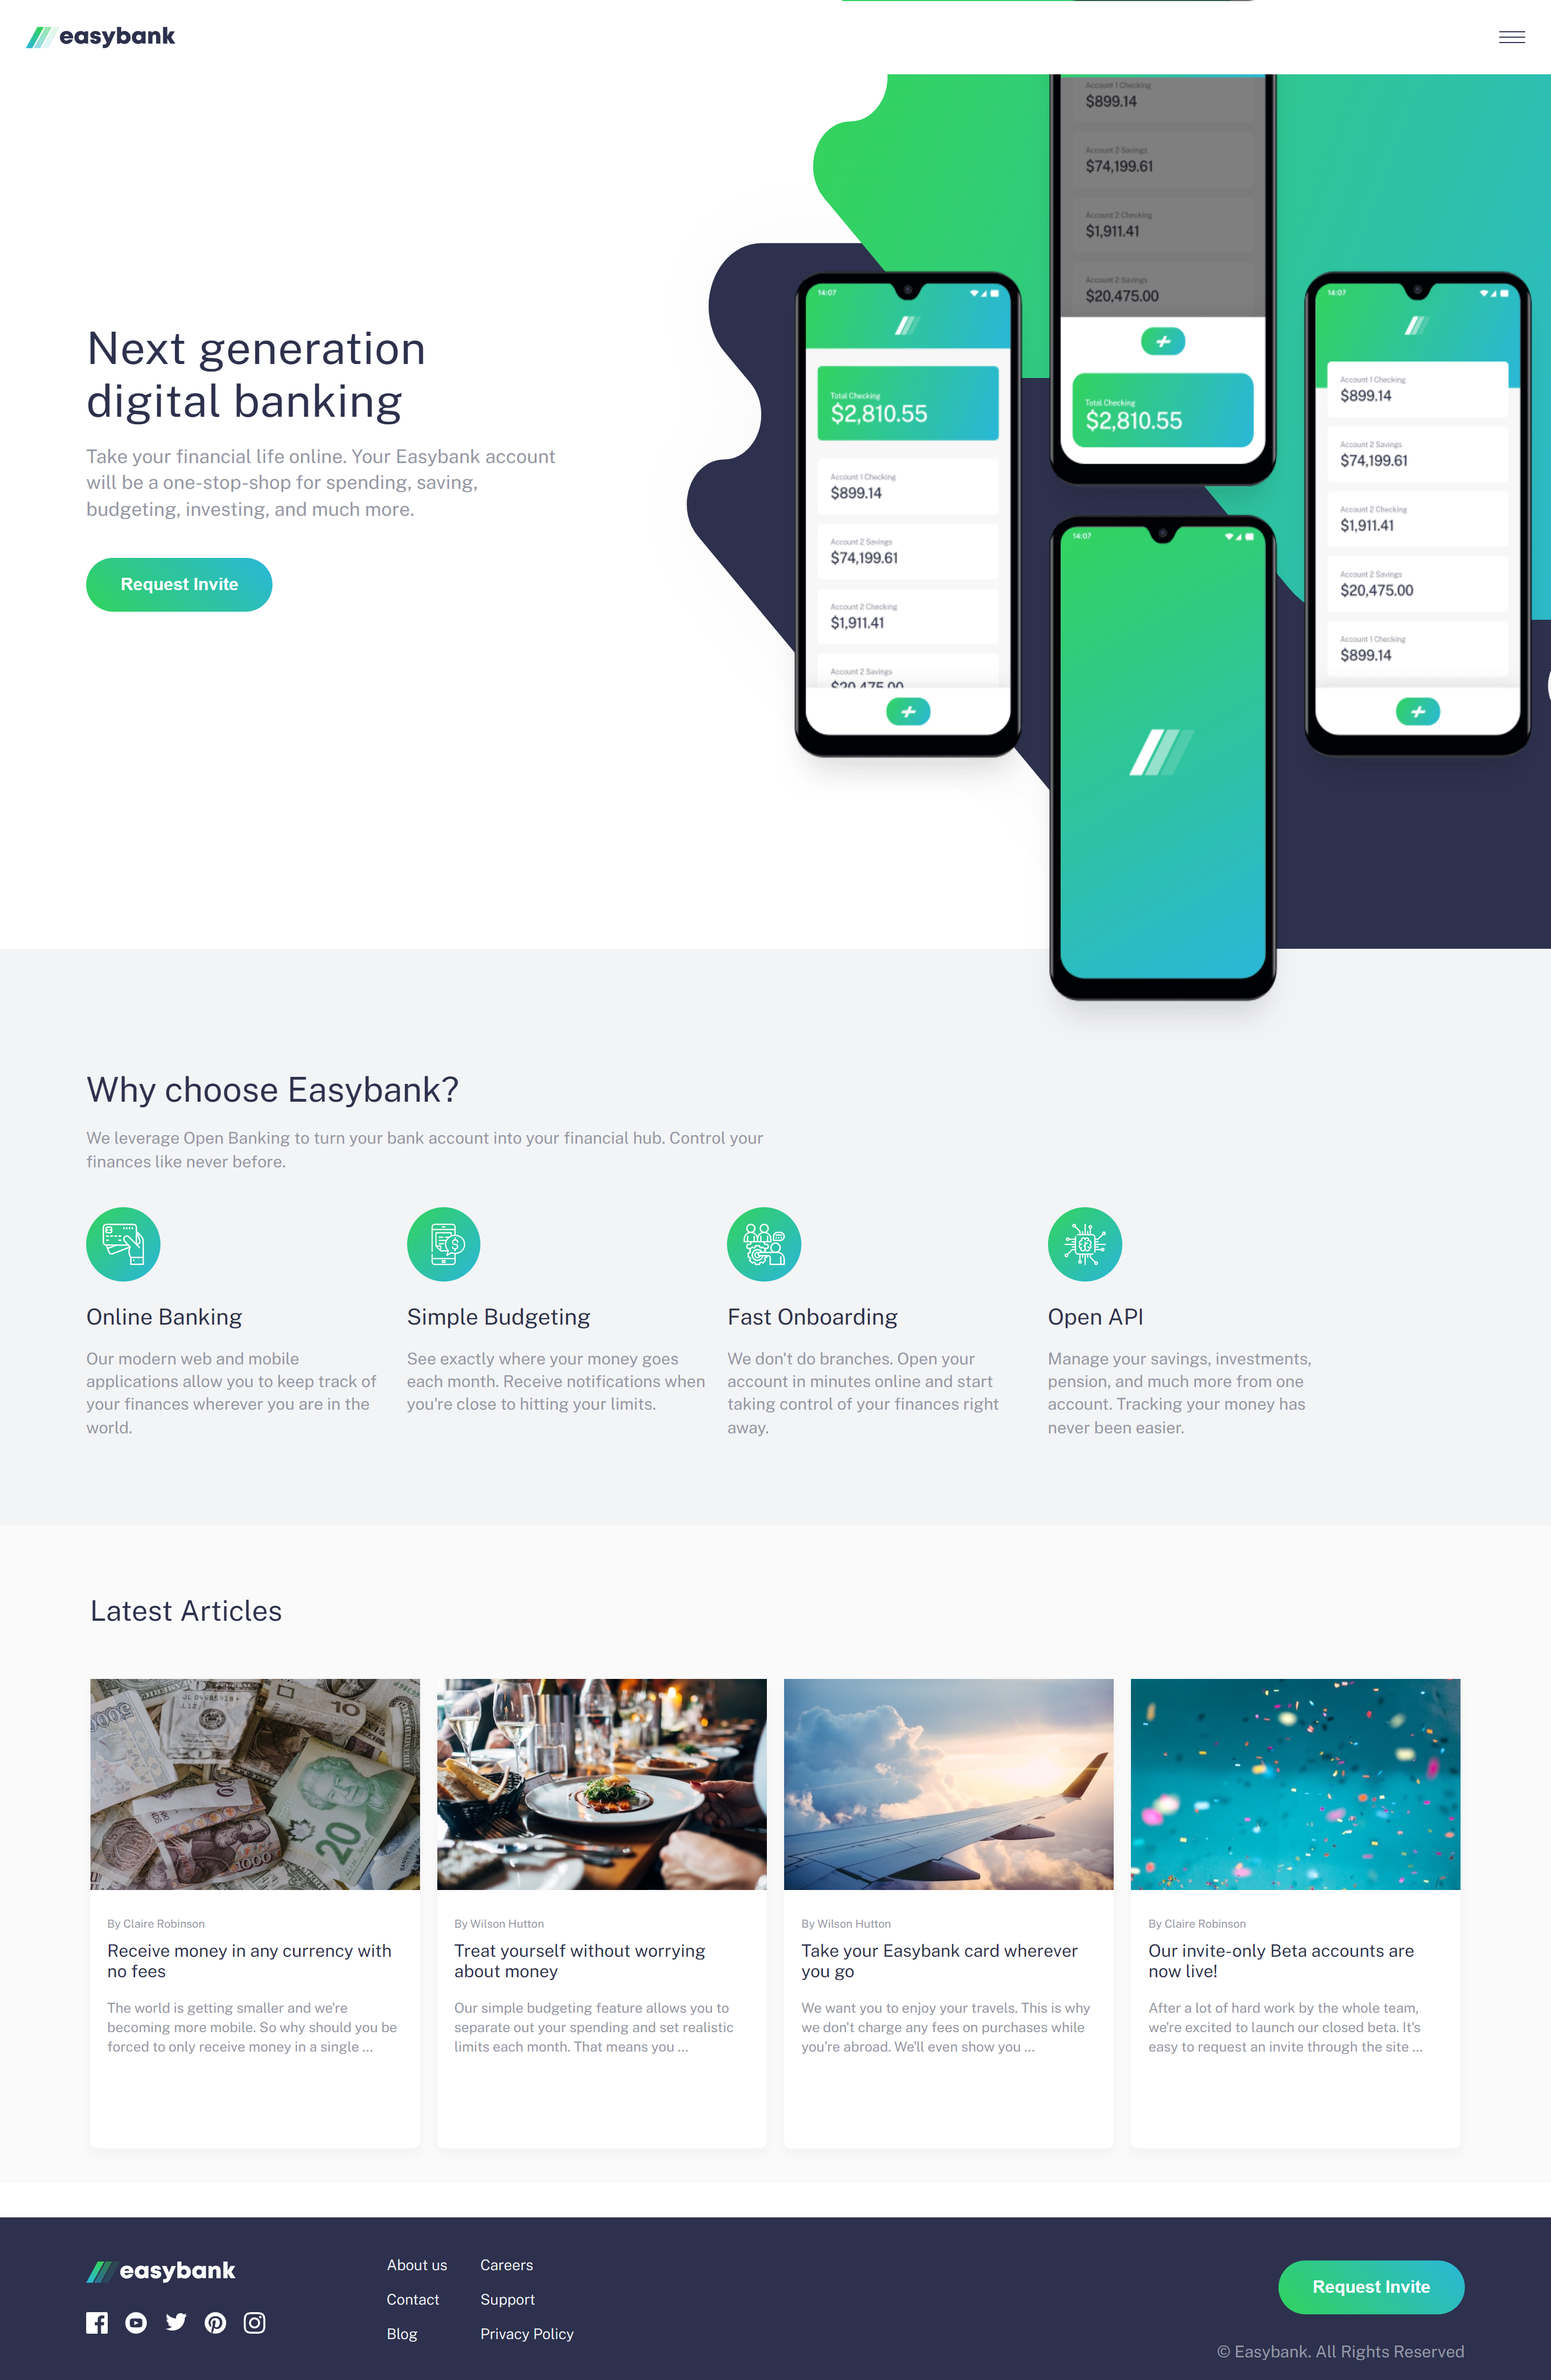 easybank
Next generation
digital banking
Take your financial life online. Your Easybank account
will be a one-stop-shop for spending, saving,
budgeting, investing, and much more.
Request Invite
Account 1 Checking
$899.14
Account 2 Savings
$74,199.61
Account 2 Checking
$1,911.41
Account 2 Savings
$20,475.00
Total Checking
$2,810.55
14:07
Total Checking
$2,810.55
Account 1 Checking
$899.14
Account 2 Savings
$74,199.61
Account 2 Checking
$1,911.41
Account 2 Savings
$20,475.00
14:07
Account 1 Checking
$899.14
Account 2 Savings
$74,199.61
Account 2 Checking
$1,911.41
Account 2 Savings
$20,475.00
Account 1 Checking
$899.14
14:07
Why choose Easybank?
We leverage Open Banking to turn your bank account into your financial hub. Control your
finances like never before.
Online Banking
Our modern web and mobile
applications allow you to keep track of
your finances wherever you are in the
world.
Simple Budgeting
See exactly where your money goes
each month. Receive notifications when
you're close to hitting your limits.
Fast Onboarding
We don't do branches. Open your
account in minutes online and start
taking control of your finances right
away.
Open API
Manage your savings, investments,
pension, and much more from one
account. Tracking your money has
never been easier.
Latest Articles
10
20
1000
By Claire Robinson
Receive money in any currency with
no fees
The world is getting smaller and we're
becoming more mobile. So why should you be
forced to only receive money in a single ...
By Wilson Hutton
Treat yourself without worrying
about money
Our simple budgeting feature allows you to
separate out your spending and set realistic
limits each month. That means you ...
By Wilson Hutton
Take your Easybank card wherever
you go
We want you to enjoy your travels. This is why
we don't charge any fees on purchases while
you're abroad. We'll even show you ...
By Claire Robinson
Our invite-only Beta accounts are
now live!
After a lot of hard work by the whole team,
we're excited to launch our closed beta. It's
easy to request an invite through the site ...
easybank
About us
Contact
Blog
Careers
Support
Privacy Policy
Request Invite
© Easybank. All Rights Reserved